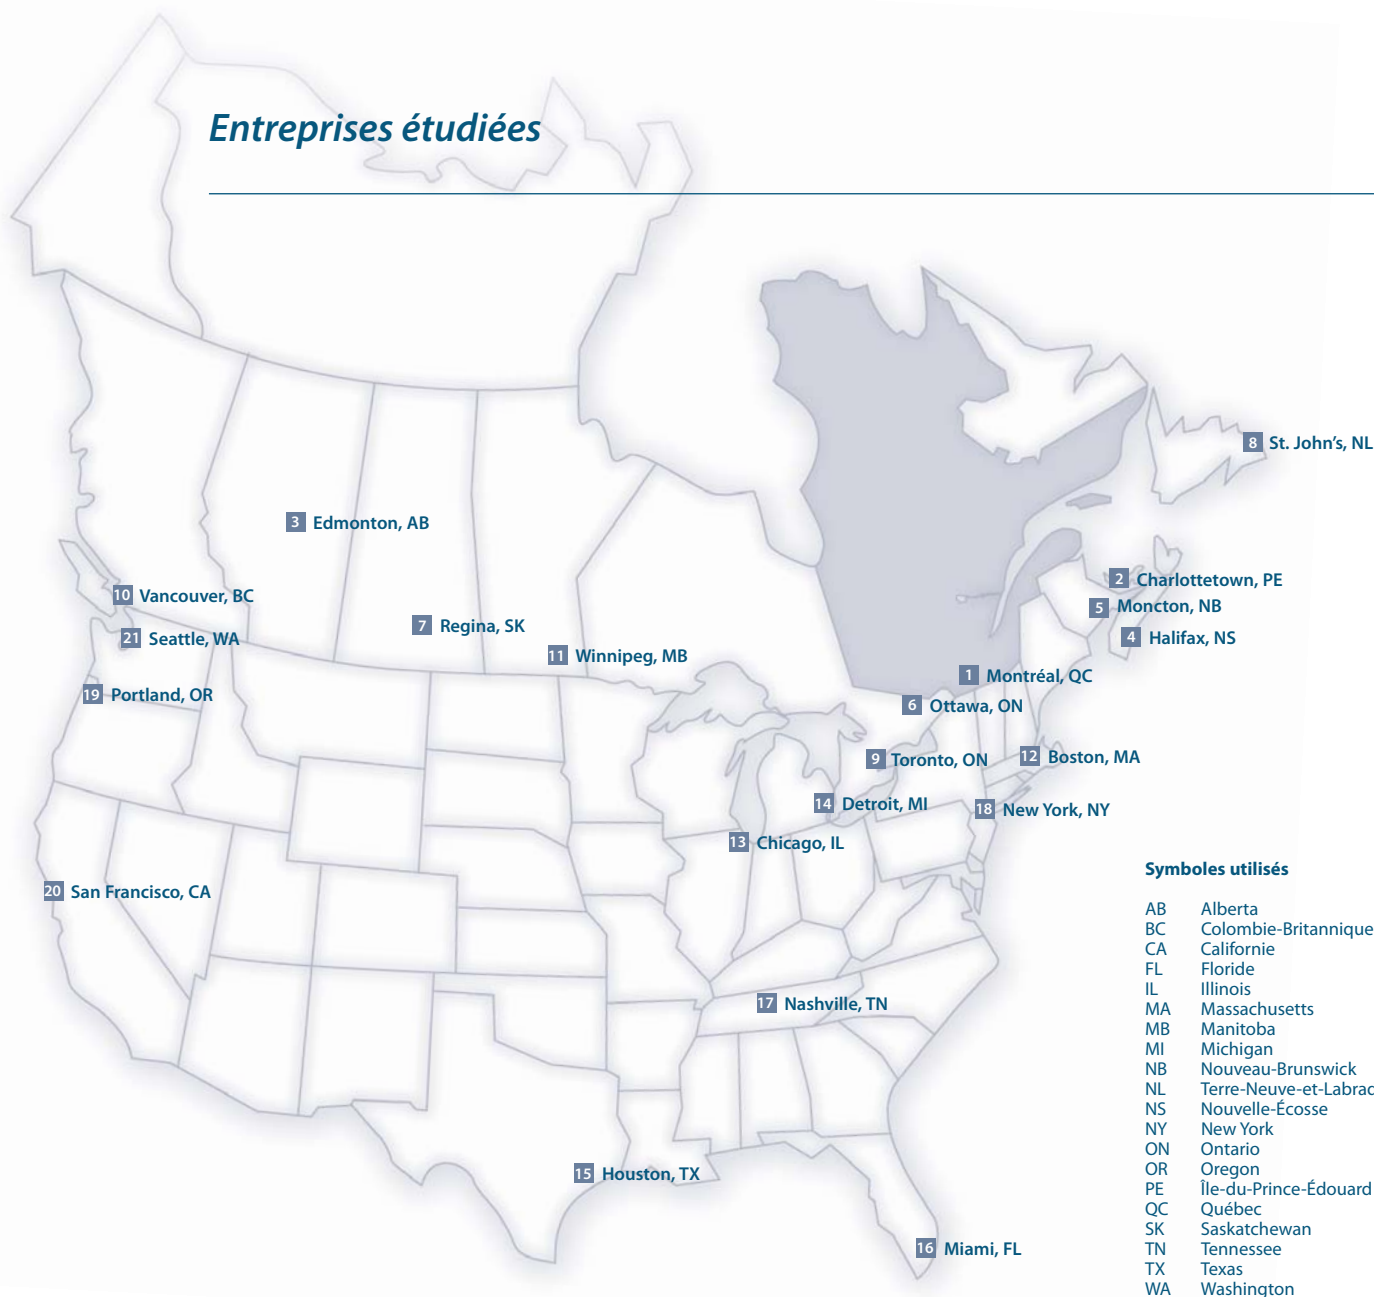 Entreprises étudiées
8 St. John's, NL
3 Edmonton, AB
2 Charlottetown, PE
10 Vancouver, BC
5 Moncton, NB
7 Regina, SK
21 Seattle, WA
4 Halifax, NS
11 Winnipeg, MB
1 Montréal, QC
19 Portland, OR
6 Ottawa, ON
12 Boston, MA
9 Toronto, ON
14 Detroit, MI
18 New York, NY
13 Chicago, IL
20 San Francisco, CA
17 Nashville, TN
15 Houston, TX
16 Miami, FL
Symboles utilisés
AB Alberta
BC Colombie-Britannique
CA Californie
FL Floride
IL Illinois
MA Massachusetts
MB Manitoba
MI Michigan
NB Nouveau-Brunswick
NL Terre-Neuve-et-Labrac
NS Nouvelle-Écosse
NY New York
ON Ontario
OR Oregon
PE Île-du-Prince-Édouard
QC Québec
SK Saskatchewan
TN Tennessee
TX Texas
WA Washington